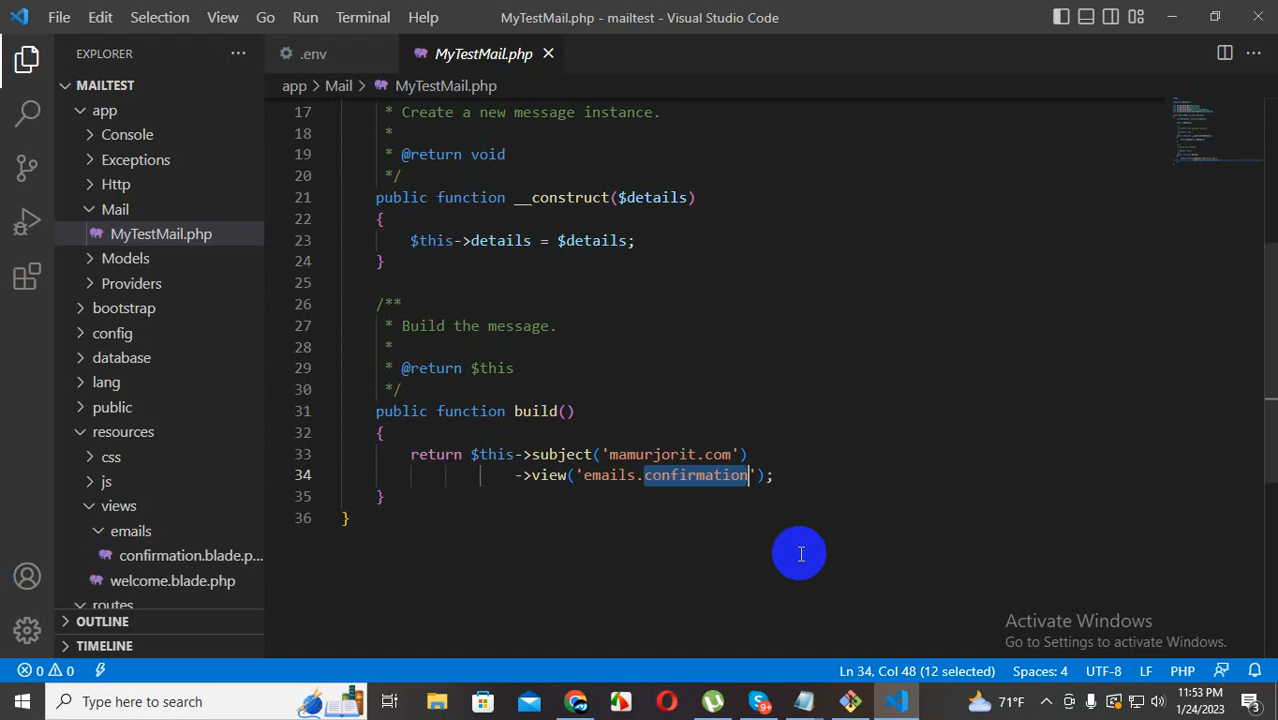 File Edit Selection View Go Run Terminal Help MyTestMail.php - mailtest - Visual Studio Code
EXPLORER
.env MyTestMail.php
MAILTEST
app > Mail > MyTestMail.php
app
Console
Exceptions
Http
Mail
MyTestMail.php
Models
Providers
bootstrap
config
database
lang
public
resources
css
js
views
emails
confirmation.blade.p...
welcome.blade.php
routes
OUTLINE
TIMELINE
17 * Create a new message instance.
18 *
19 * @return void
20 */
21 public function __construct($details)
22 {
23 $this->details = $details;
24 }
25
26 /**
27 * Build the message.
28 *
29 * @return $this
30 */
31 public function build()
32 {
33 return $this->subject('mamurjorit.com')
34 ->view('emails.confirmation');
35 }
36 }
Activate Windows
Go to Settings to activate Windows.
0 0 Ln 34, Col 48 (12 selected) Spaces: 4 UTF-8 LF PHP
Type here to search
71°F
11:53 PM
1/24/2023
3